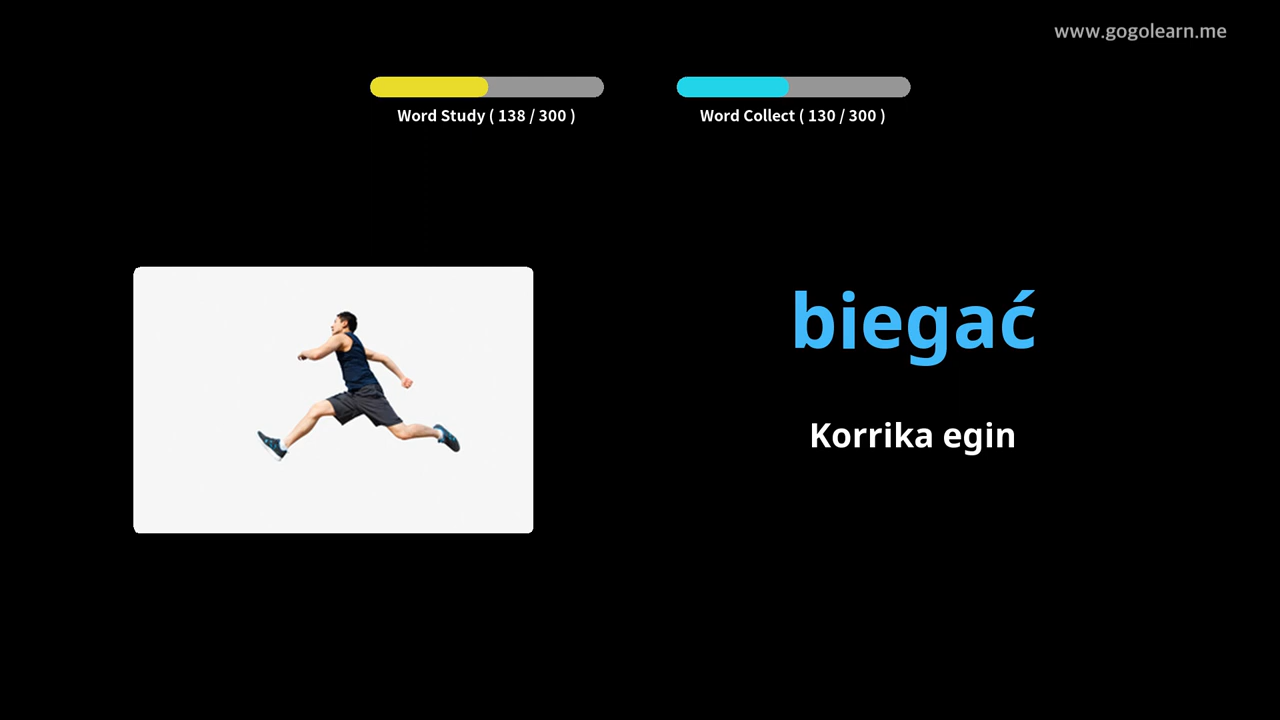 www.gogolearn.me
Word Study ( 138 / 300 )
Word Collect ( 130 / 300 )
biegać
Korrika egin